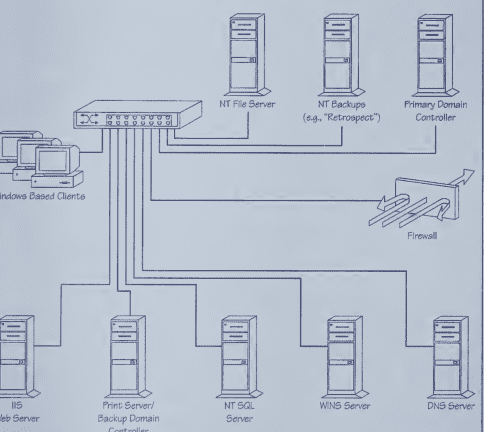 NT File Server
NT Backups
(e.g., "Retrospect")
Primary Domain
Controller
indows Based Clients
Firewall
IIS
eb Server
Print Server/
Backup Domain
Controller
NT SQL
Server
WINS Server
DNS Server